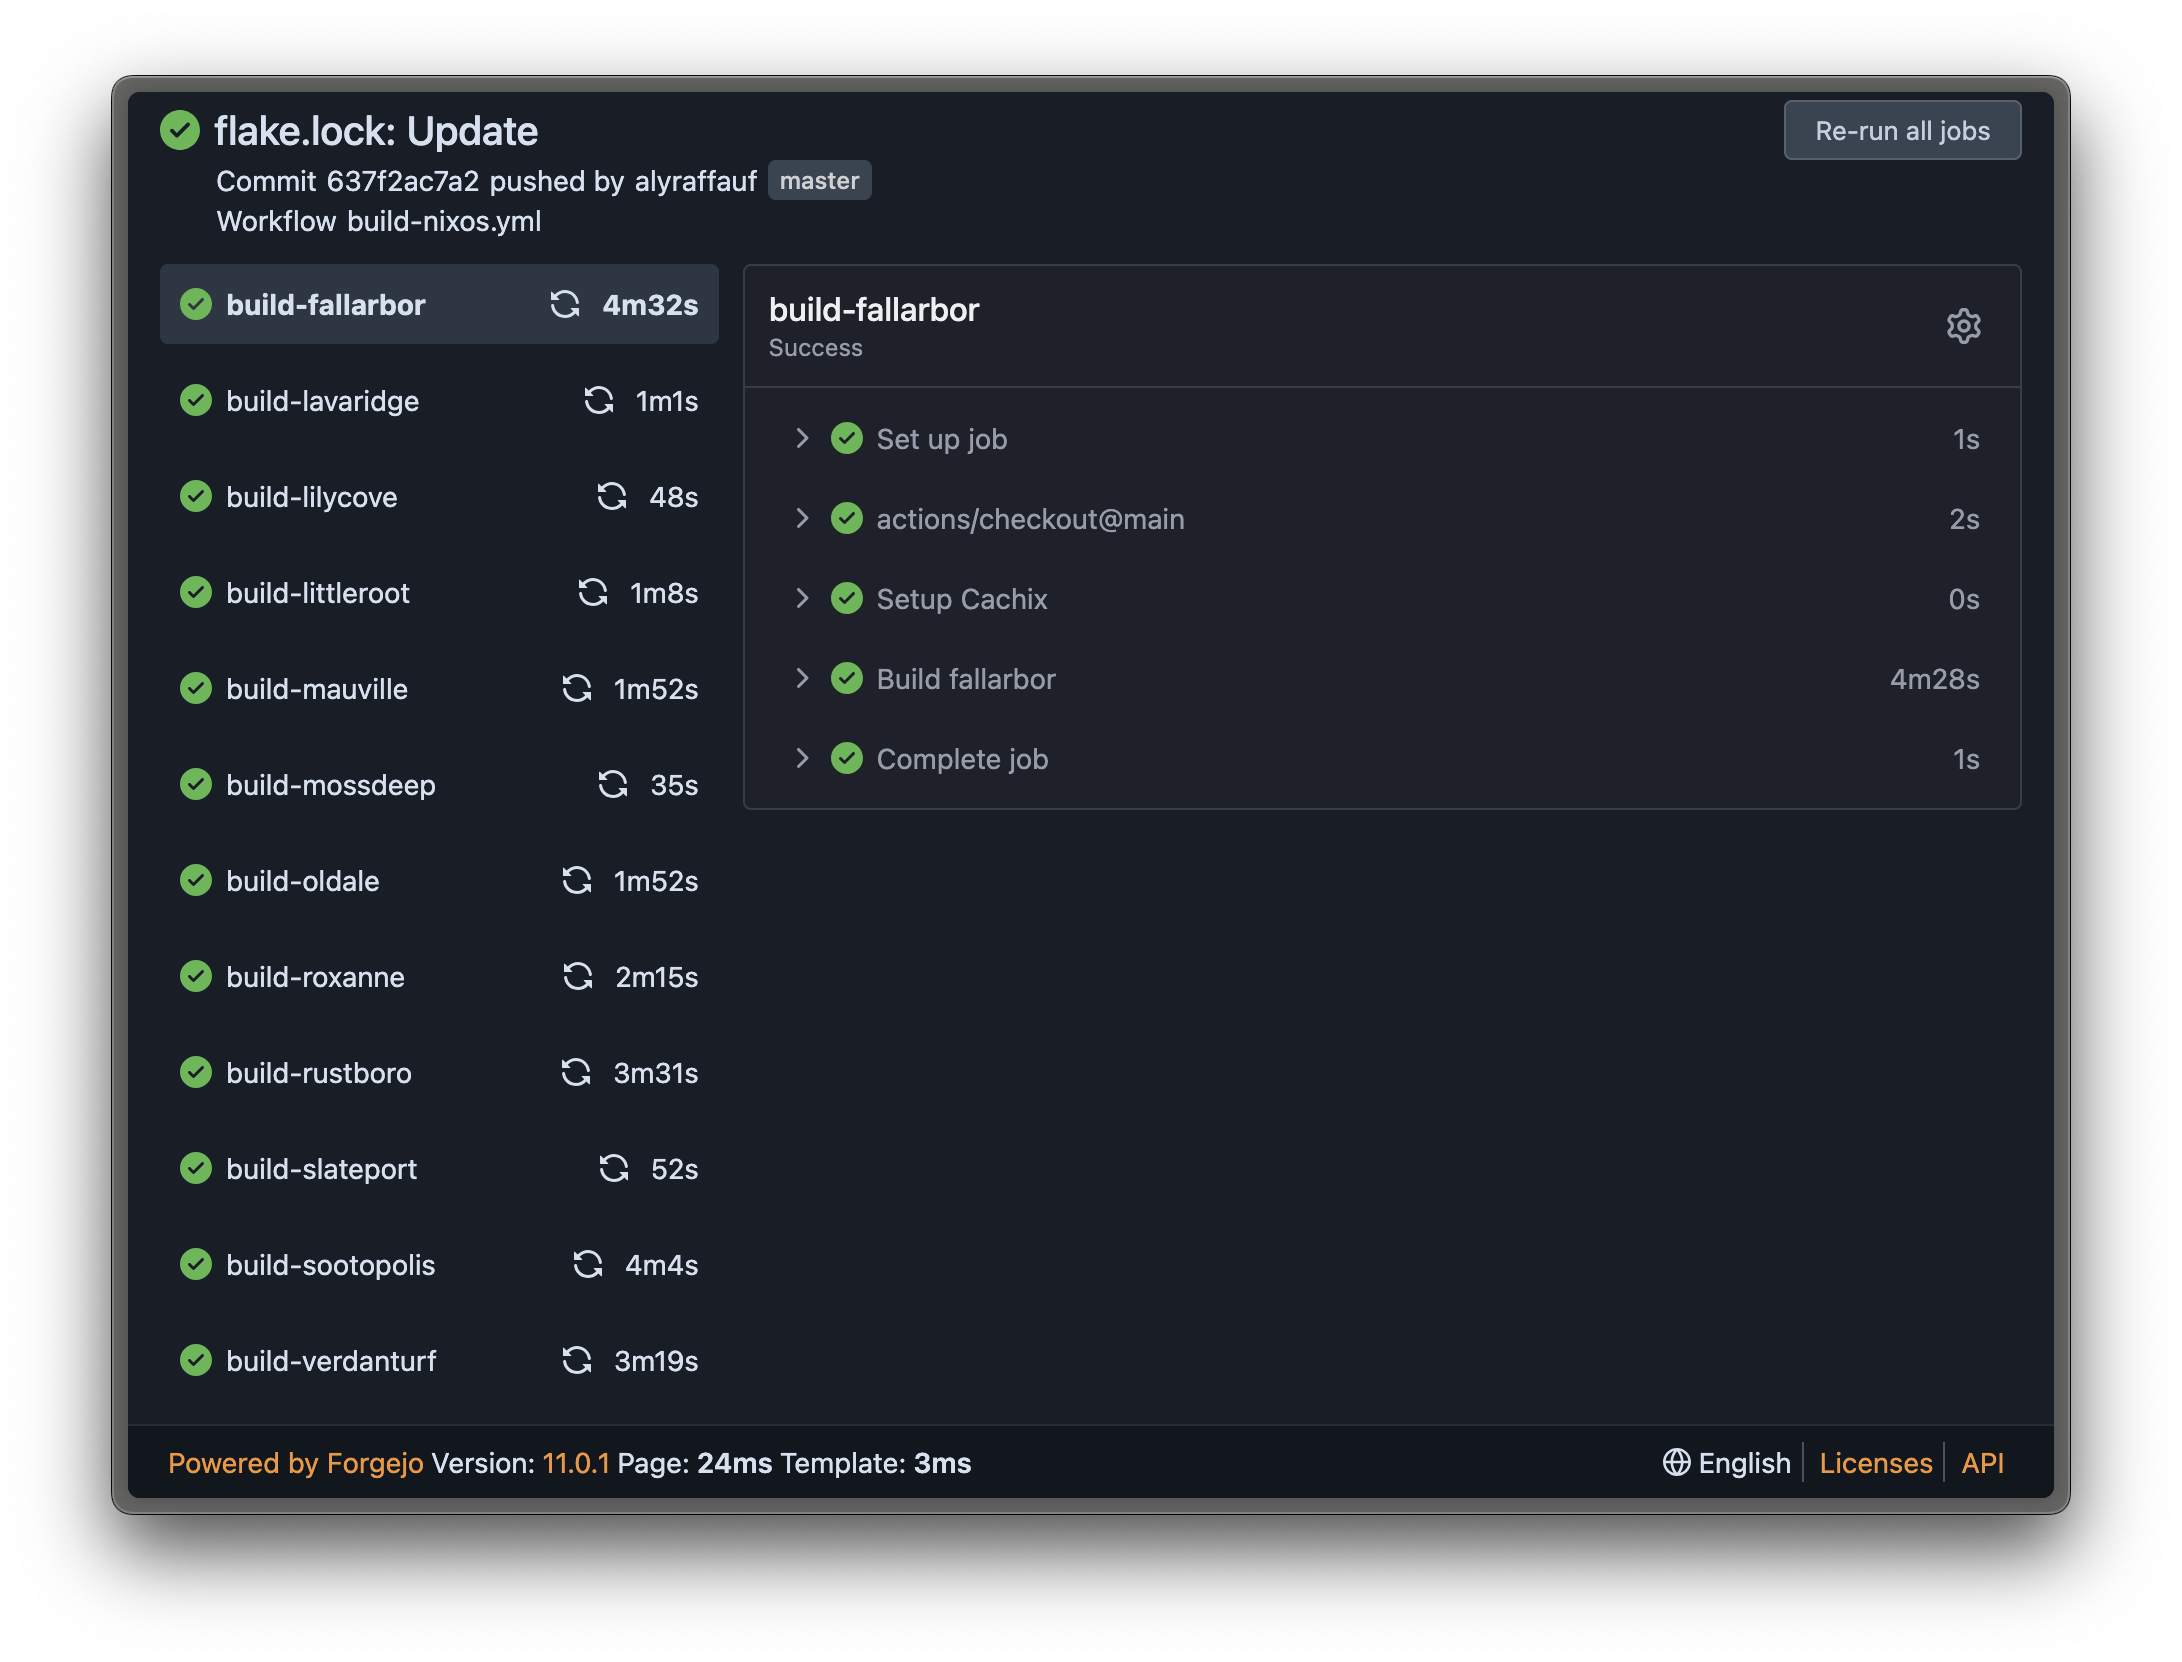 flake.lock: Update
Re-run all jobs
Commit 637f2ac7a2 pushed by alyraffauf master
Workflow build-nixos.yml
build-fallarbor 4m32s
build-lavaridge 1m1s
build-lilycove 48s
build-littleroot 1m8s
build-mauville 1m52s
build-mossdeep 35s
build-oldale 1m52s
build-roxanne 2m15s
build-rustboro 3m31s
build-slateport 52s
build-sootopolis 4m4s
build-verdanturf 3m19s
build-fallarbor
Success
Set up job 1s
actions/checkout@main 2s
Setup Cachix 0s
Build fallarbor 4m28s
Complete job 1s
Powered by Forgejo Version: 11.0.1 Page: 24ms Template: 3ms
English Licenses API